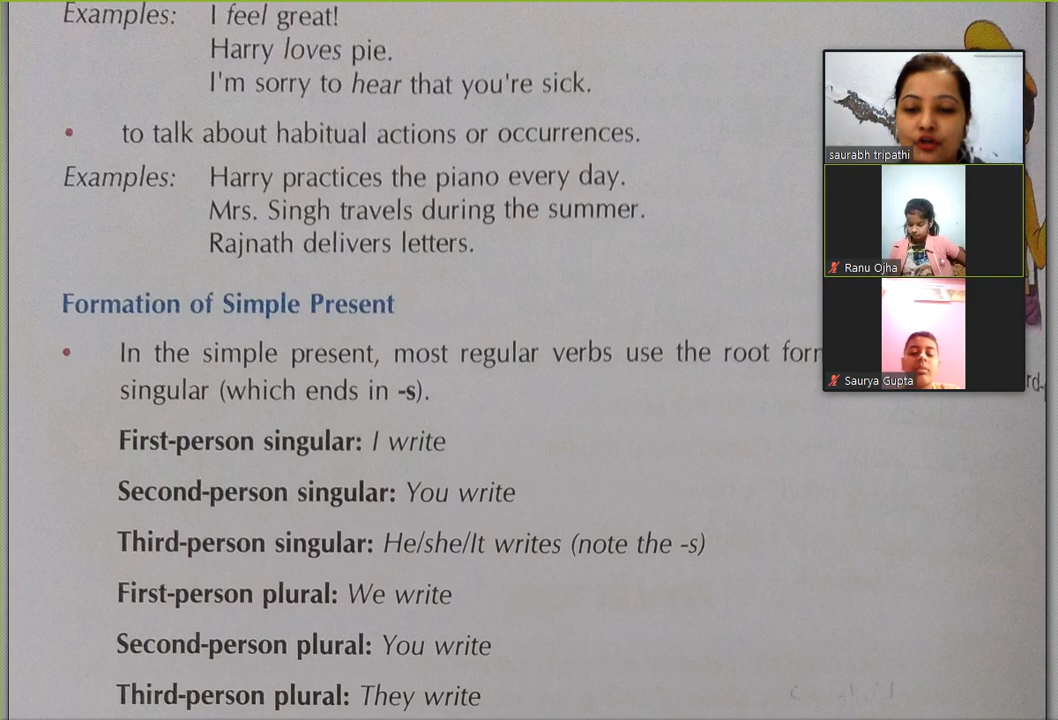 Examples: I feel great!
Harry loves pie.
I'm sorry to hear that you're sick.
• to talk about habitual actions or occurrences.
Examples: Harry practices the piano every day.
Mrs. Singh travels during the summer.
Rajnath delivers letters.
Formation of Simple Present
• In the simple present, most regular verbs use the root
singular (which ends in -s).
First-person singular: I write
Second-person singular: You write
Third-person singular: He/she/It writes (note the -s)
First-person plural: We write
Second-person plural: You write
Third-person plural: They write
saurabh tripathi
Ranu Ojha
Saurya Gupta